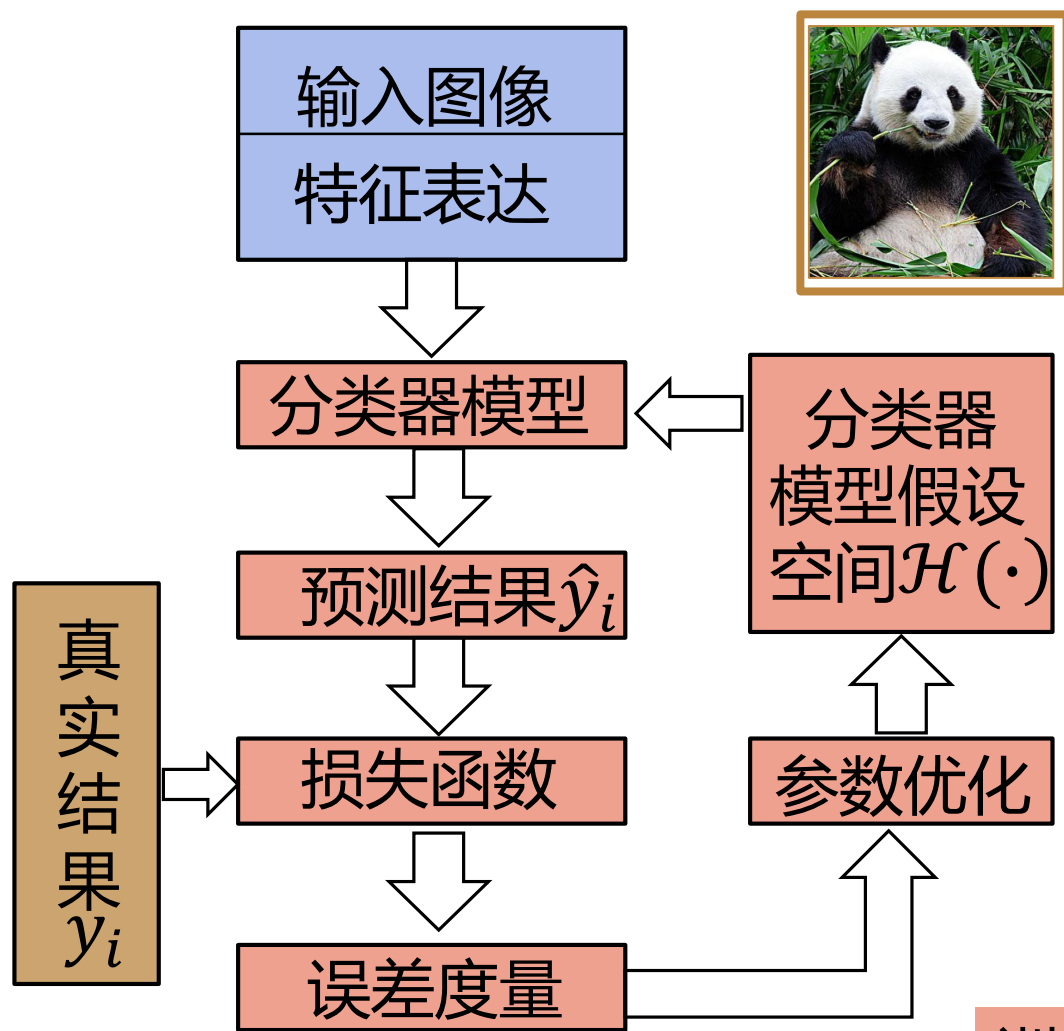 输入图像
特征表达
分类器模型
分类器
模型假设
空间ℋ(·)
预测结果ŷᵢ
真
实
结
果
yᵢ
损失函数
参数优化
误差度量